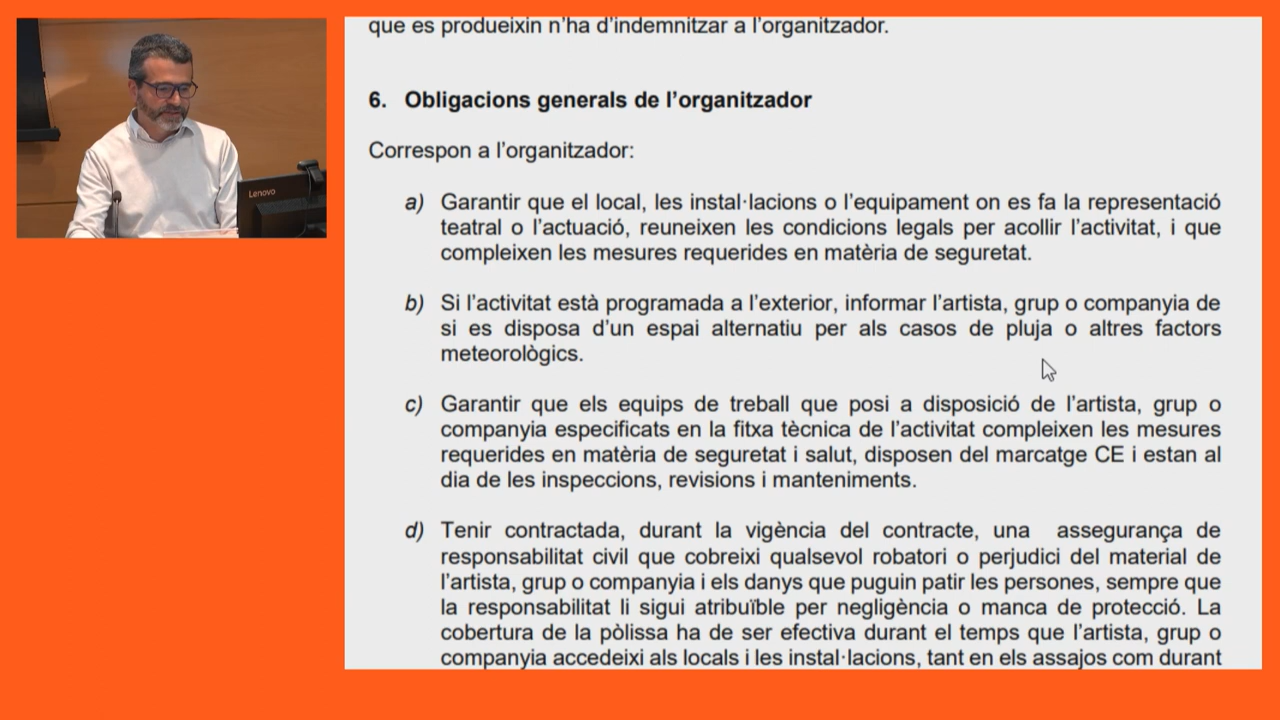 que es produeixin n'ha d'indemnitzar a l'organitzador.
6. Obligacions generals de l'organitzador
Correspon a l'organitzador:
a) Garantir que el local, les instal·lacions o l'equipament on es fa la representació
teatral o l'actuació, reuneixen les condicions legals per acollir l'activitat, i que
compleixen les mesures requerides en matèria de seguretat.
b) Si l'activitat està programada a l'exterior, informar l'artista, grup o companyia de
si es disposa d'un espai alternatiu per als casos de pluja o altres factors
meteorològics.
c) Garantir que els equips de treball que posi a disposició de l'artista, grup o
companyia especificats en la fitxa tècnica de l'activitat compleixen les mesures
requerides en matèria de seguretat i salut, disposen del marcatge CE i estan al
dia de les inspeccions, revisions i manteniments.
d) Tenir contractada, durant la vigència del contracte, una assegurança de
responsabilitat civil que cobreixi qualsevol robatori o perjudici del material de
l'artista, grup o companyia i els danys que puguin patir les persones, sempre que
la responsabilitat li sigui atribuïble per negligència o manca de protecció. La
cobertura de la pòlissa ha de ser efectiva durant el temps que l'artista, grup o
companyia accedeixi als locals i les instal·lacions, tant en els assajos com durant
Lenovo